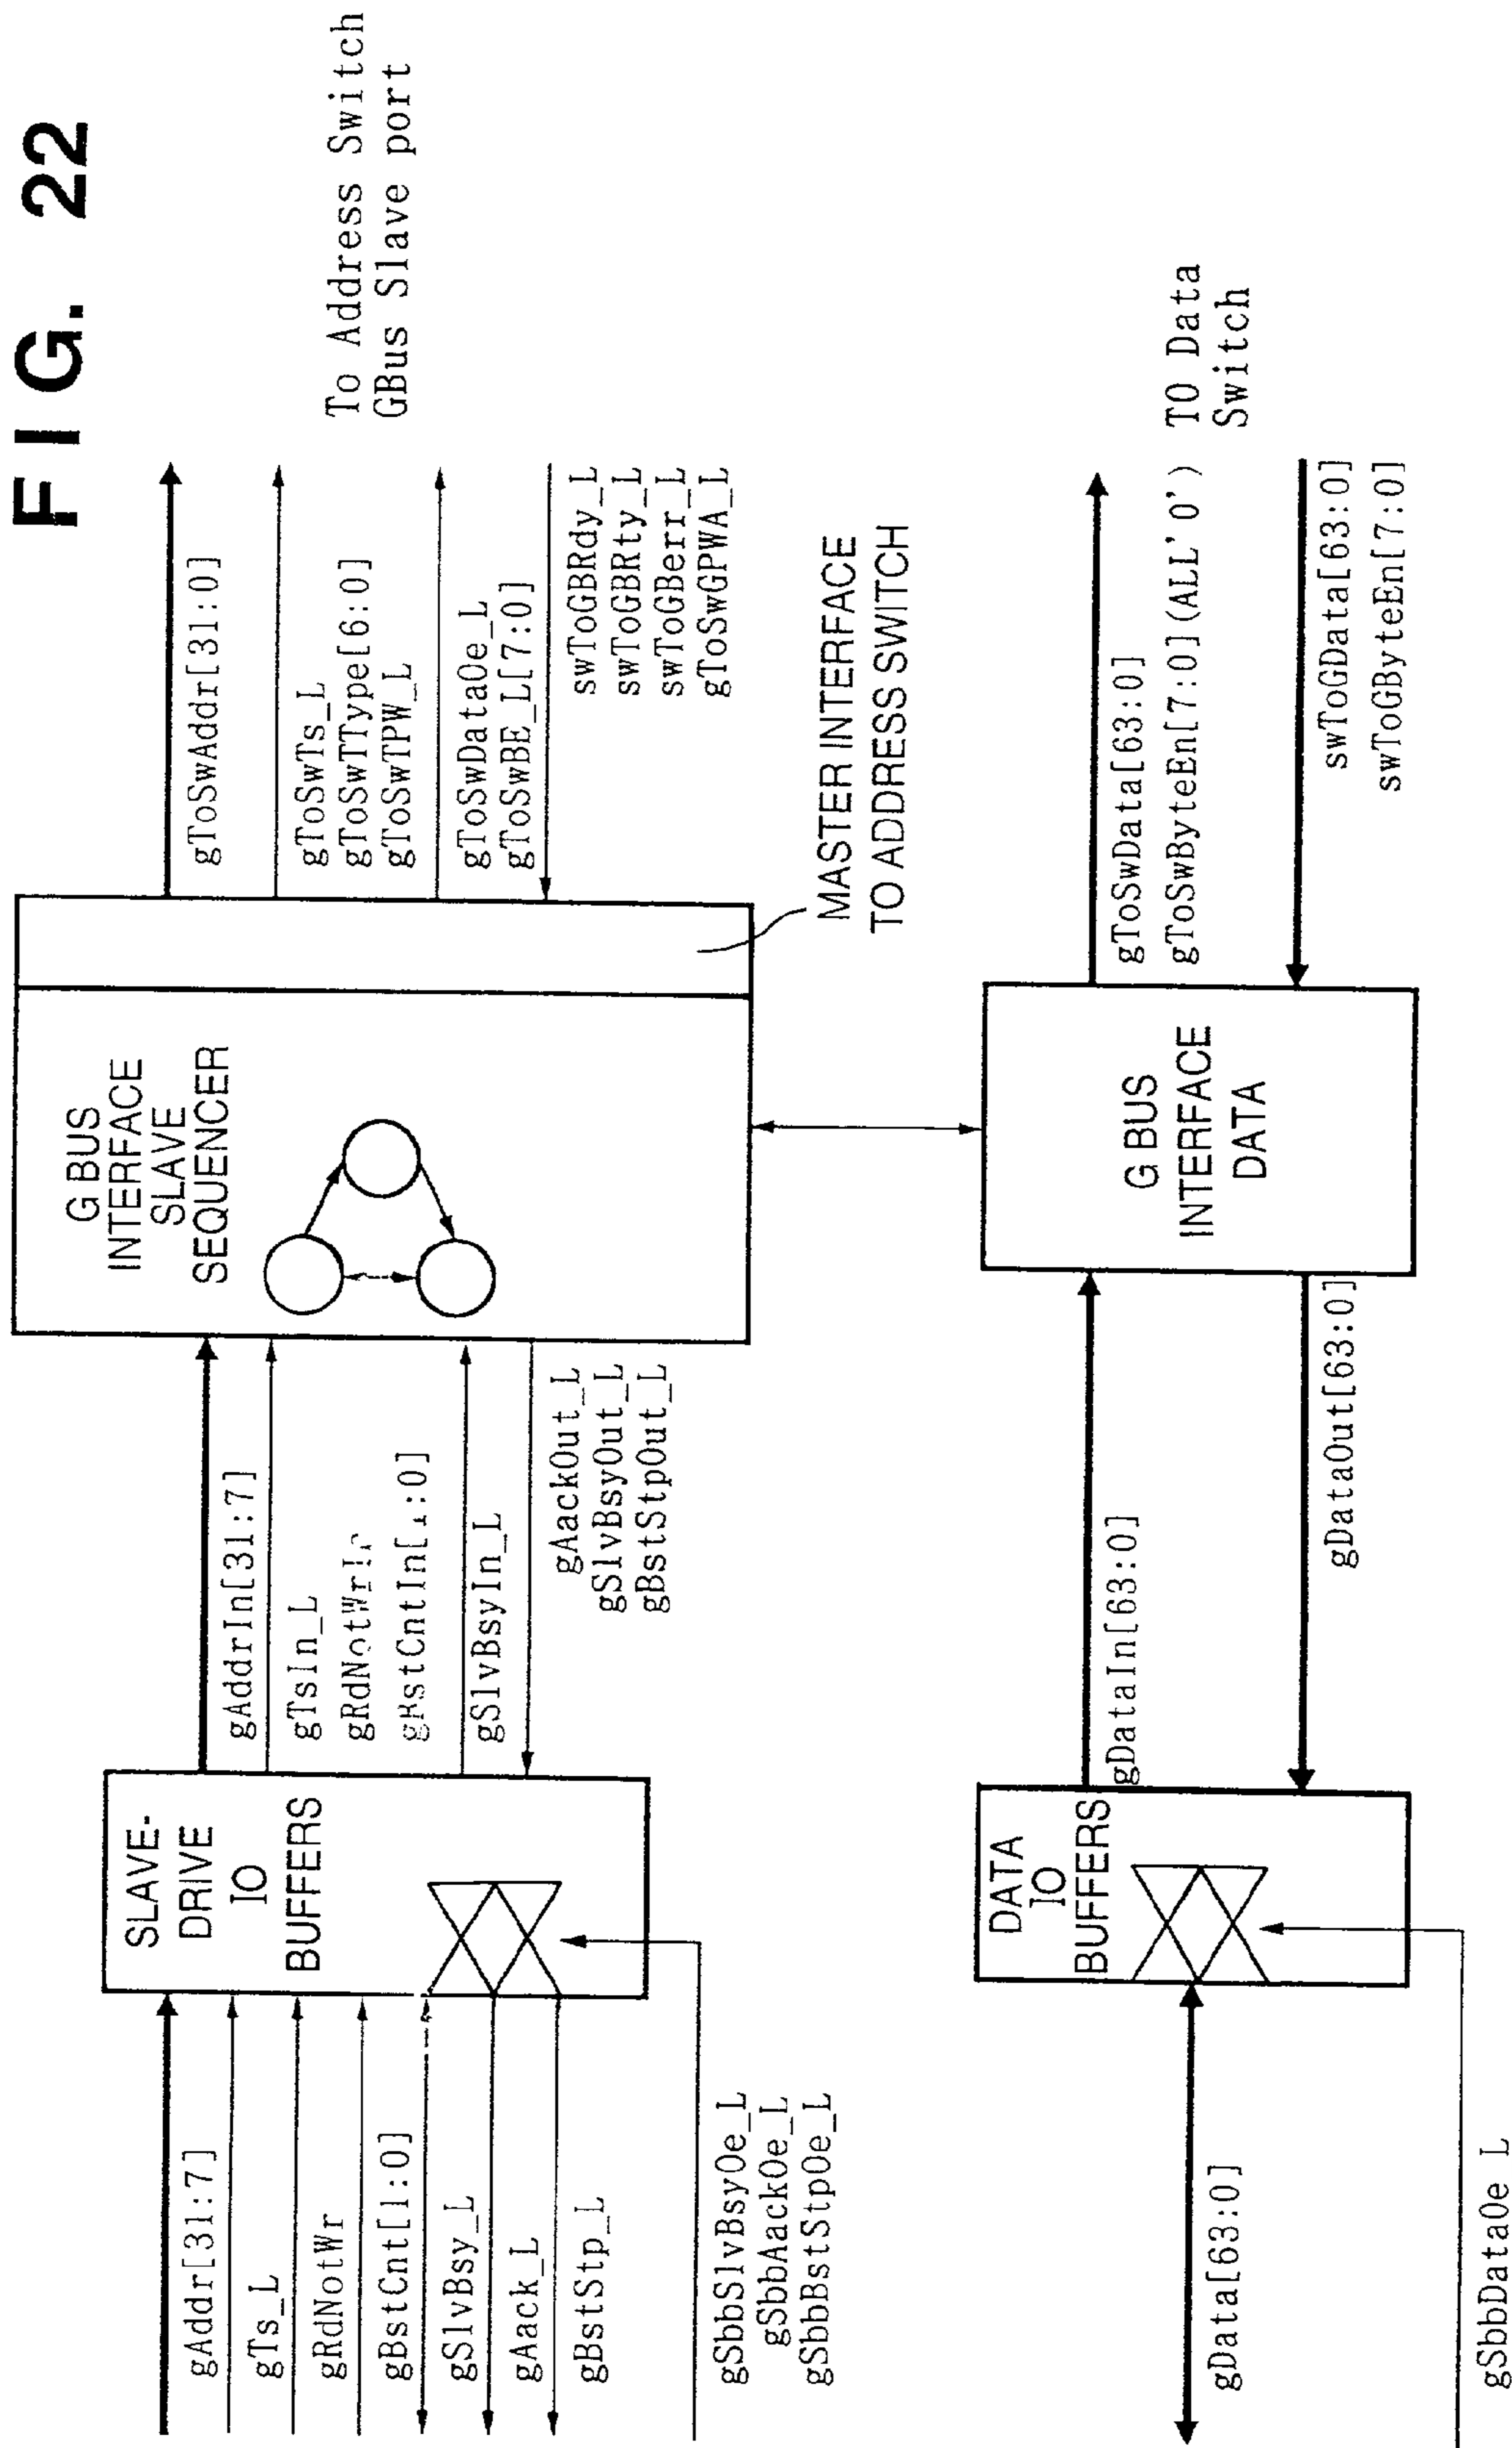 FIG. 22
gAddr[31:7]
gTs_L
gRdNotWr
gBstCnt[1:0]
gSlvBsy_L
gAack_L
gBstStp_L
gSbbSlvBsyOe_L
gSbbAackOe_L
gSbbBstStpOe_L
SLAVE-
DRIVE
IO
BUFFERS
gAddrIn[31:7]
gTsIn_L
gSlvBsyIn_L
gAackOut_L
gSlvBsyOut_L
gBstStpOut_L
G BUS
INTERFACE
SLAVE
SEQUENCER
gToSwAddr[31:0]
gToSwTs_L
gToSwTType[6:0]
gToSwTPW_L
gToSwDataOe_L
gToSwBE_L[7:0]
swToGBRdy_L
swToGBRty_L
swToGBerr_L
gToSwGPWA_L
To Address Switch
GBus Slave port
MASTER INTERFACE
TO ADDRESS SWITCH
gData[63:0]
gSbbDataOe L
DATA
IO
BUFFERS
gDataIn[63:0]
gDataOut[63:0]
G BUS
INTERFACE
DATA
gToSwData[63:0]
gToSwByteEn[7:0](ALL'0')
TO Data
Switch
swToGData[63:0]
swToGByteEn[7:0]